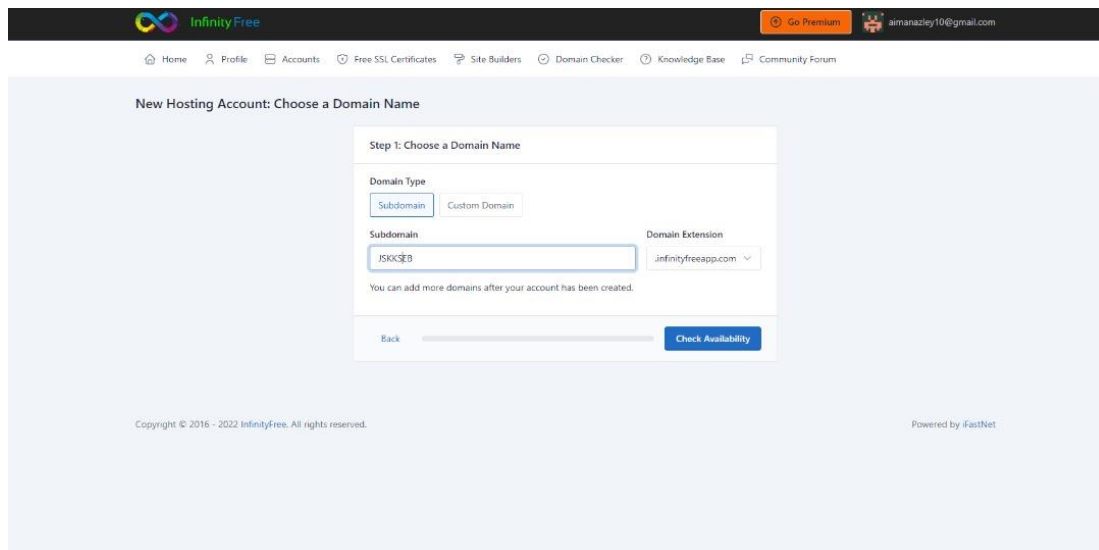 InfinityFree Go Premium aimanazley10@gmail.com
Home Profile Accounts Free SSL Certificates Site Builders Domain Checker Knowledge Base Community Forum
New Hosting Account: Choose a Domain Name
Step 1: Choose a Domain Name
Domain Type
Subdomain Custom Domain
Subdomain Domain Extension
JSKKSEB .infinityfreeapp.com
You can add more domains after your account has been created.
Back Check Availability
Copyright © 2016 - 2022 InfinityFree. All rights reserved. Powered by iFastNet